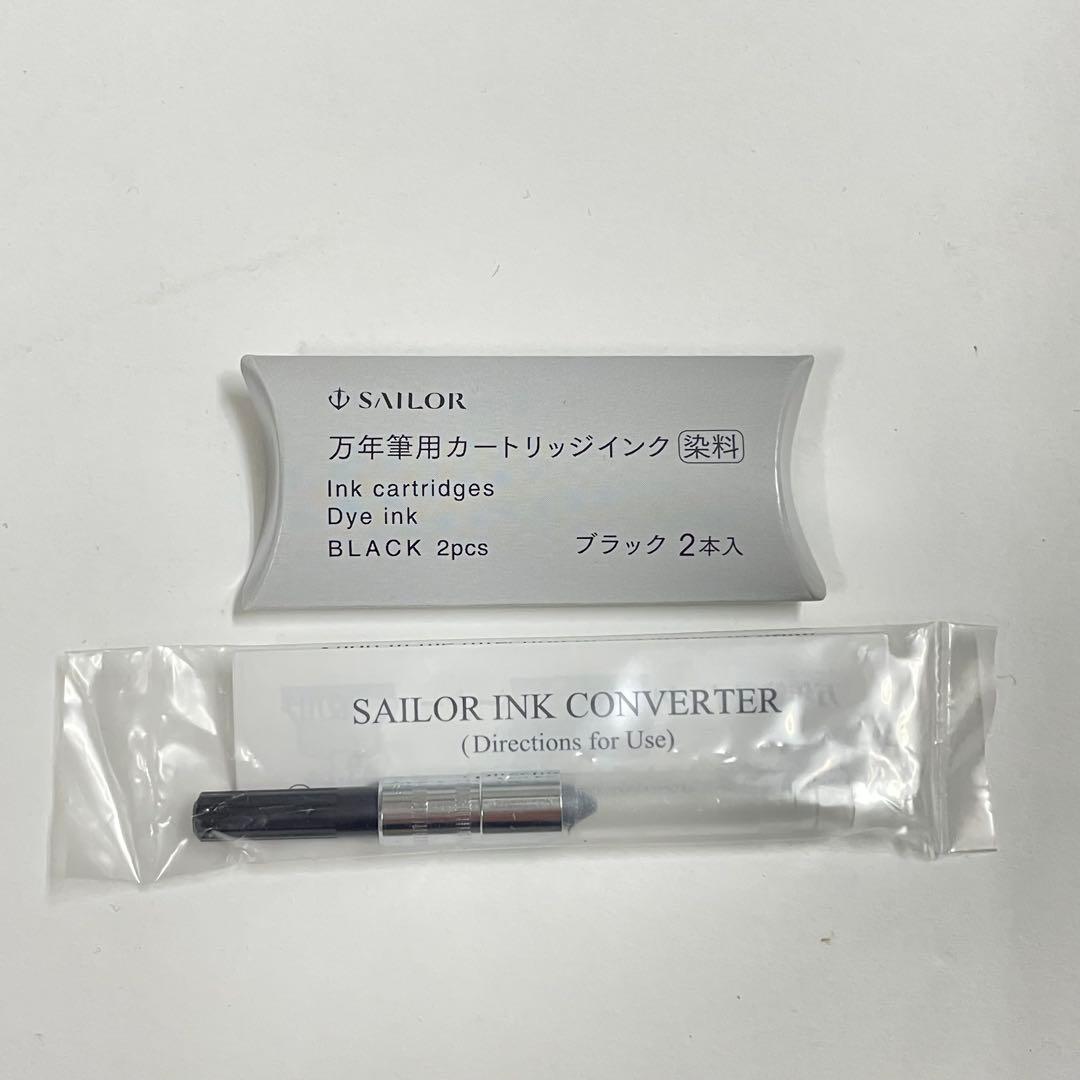 SAILOR
万年筆用カートリッジインク 染料
Ink cartridges
Dye ink
BLACK 2pcs ブラック 2本入
SAILOR INK CONVERTER
(Directions for Use)